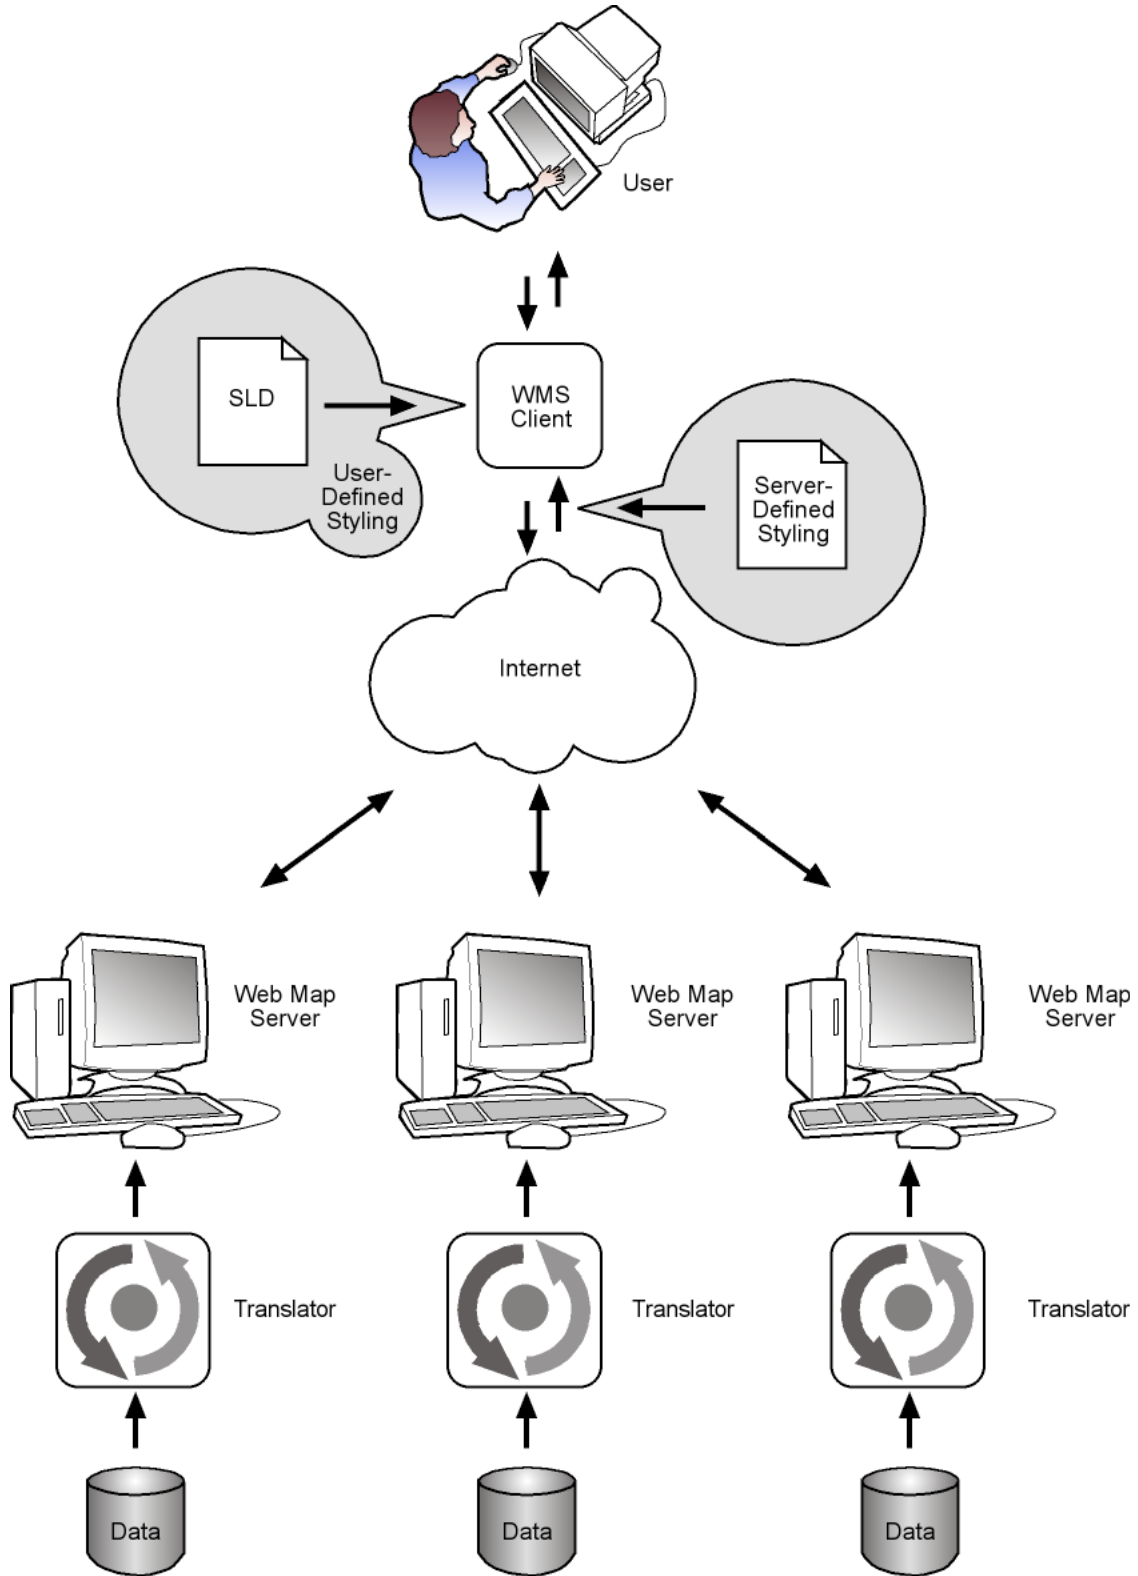 User
SLD
WMS
Client
User-
Defined
Styling
Server-
Defined
Styling
Internet
Web Map
Server
Web Map
Server
Web Map
Server
Translator
Translator
Translator
Data
Data
Data